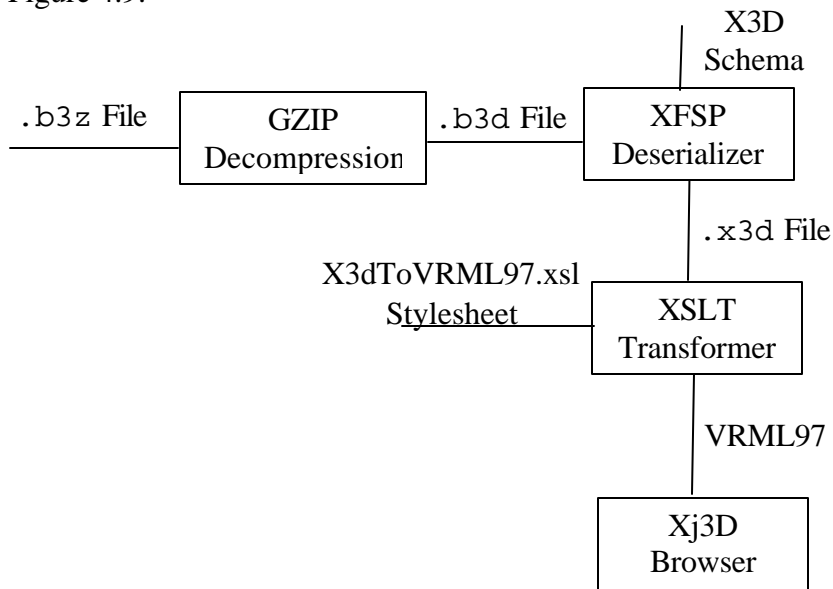 Figure 4.9.
X3D
Schema
.b3z File
GZIP
Decompression
.b3d File
XFSP
Deserializer
.x3d File
X3dToVRML97.xsl
Stylesheet
XSLT
Transformer
VRML97
Xj3D
Browser